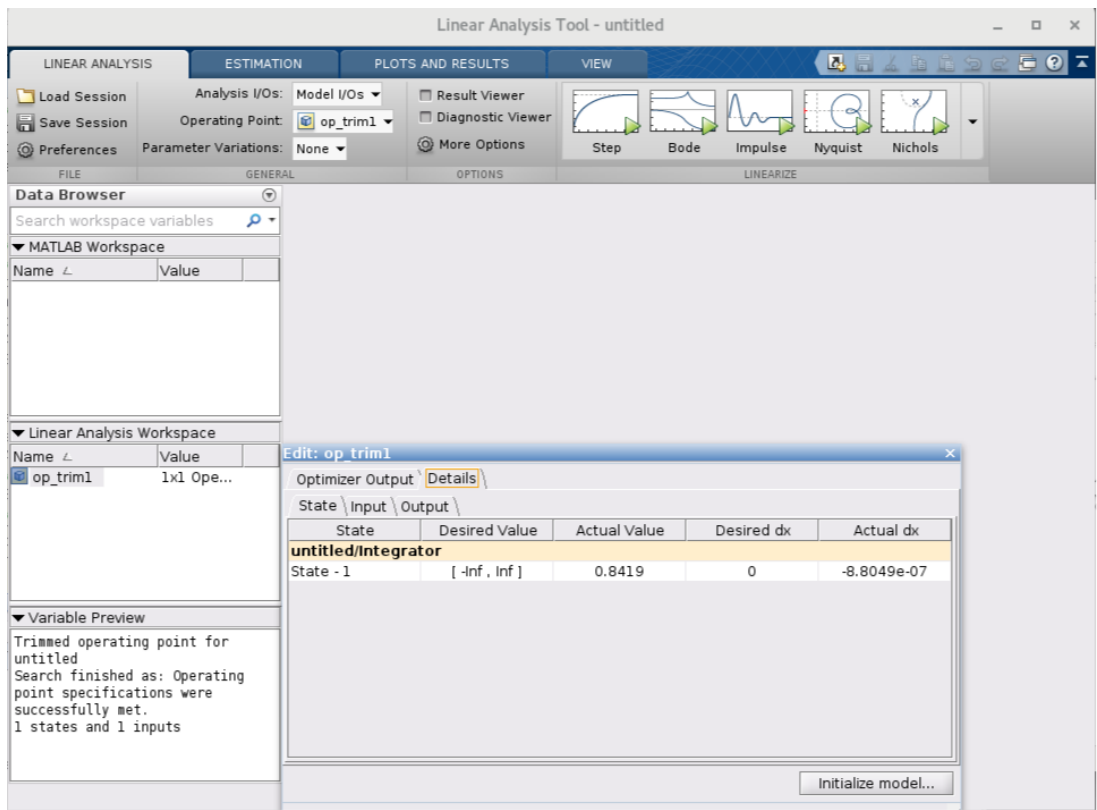 Linear Analysis Tool - untitled
LINEAR ANALYSIS ESTIMATION PLOTS AND RESULTS VIEW
Load Session
Save Session
Preferences
FILE
Analysis I/Os: Model I/Os
Operating Point: op_trim1
Parameter Variations: None
GENERAL
Result Viewer
Diagnostic Viewer
More Options
OPTIONS
Step Bode Impulse Nyquist Nichols
LINEARIZE
Data Browser
Search workspace variables
MATLAB Workspace
Name Value
Linear Analysis Workspace
Name Value
op_trim1 1x1 Ope...
Variable Preview
Trimmed operating point for
untitled
Search finished as: Operating
point specifications were
successfully met.
1 states and 1 inputs
Edit: op_trim1
Optimizer Output Details
State Input Output
State Desired Value Actual Value Desired dx Actual dx
untitled/Integrator
State - 1 [ -Inf , Inf ] 0.8419 0 -8.8049e-07
Initialize model...